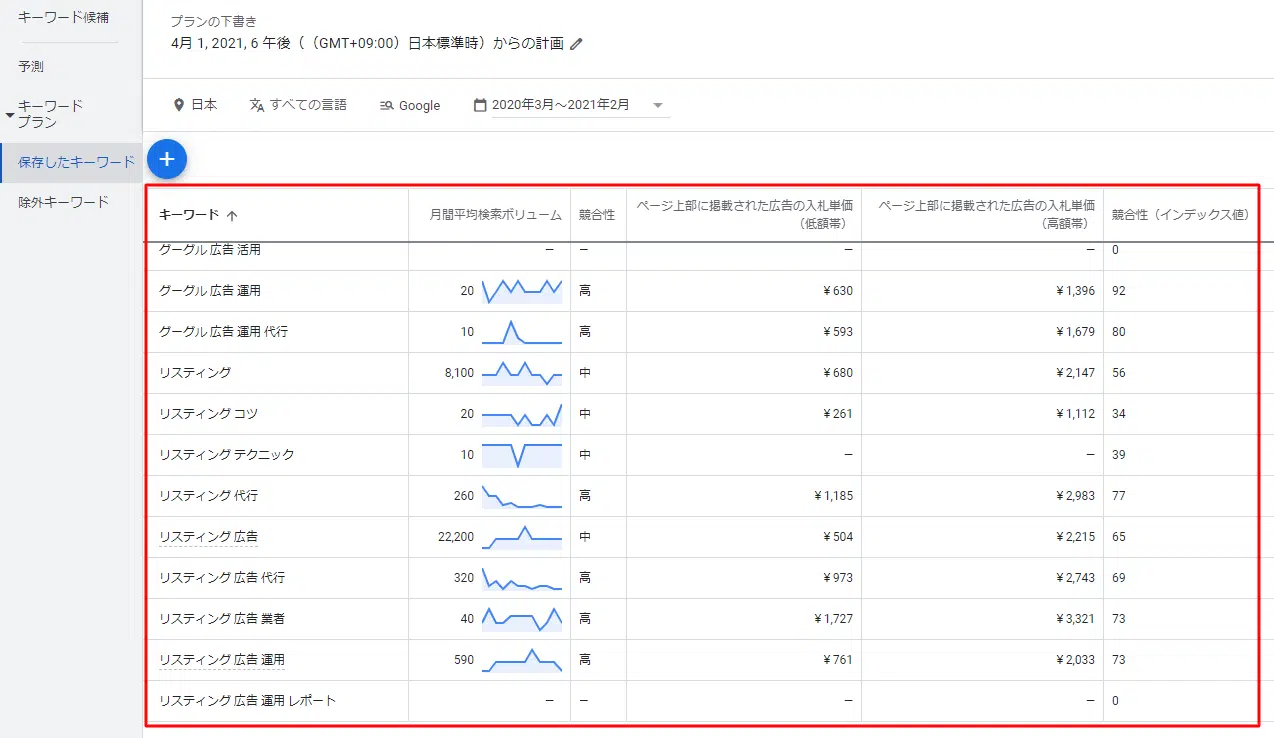 キーワード候補
予測
キーワード
プラン
保存したキーワード
除外キーワード
プランの下書き
4月 1, 2021, 6 午後（（GMT+09:00）日本標準時）からの計画
日本 すべての言語 Google 2020年3月～2021年2月
+
キーワード ↑ 月間平均検索ボリューム 競合性 ページ上部に掲載された広告の入札単価（低額帯） ページ上部に掲載された広告の入札単価（高額帯） 競合性（インデックス値）
グーグル 広告 活用 – – – – 0
グーグル 広告 運用 20 高 ¥630 ¥1,396 92
グーグル 広告 運用 代行 10 高 ¥593 ¥1,679 80
リスティング 8,100 中 ¥680 ¥2,147 56
リスティング コツ 20 中 ¥261 ¥1,112 34
リスティング テクニック 10 中 – – 39
リスティング 代行 260 高 ¥1,185 ¥2,983 77
リスティング 広告 22,200 中 ¥504 ¥2,215 65
リスティング 広告 代行 320 高 ¥973 ¥2,743 69
リスティング 広告 業者 40 高 ¥1,727 ¥3,321 73
リスティング 広告 運用 590 高 ¥761 ¥2,033 73
リスティング 広告 運用 レポート – – – – 0